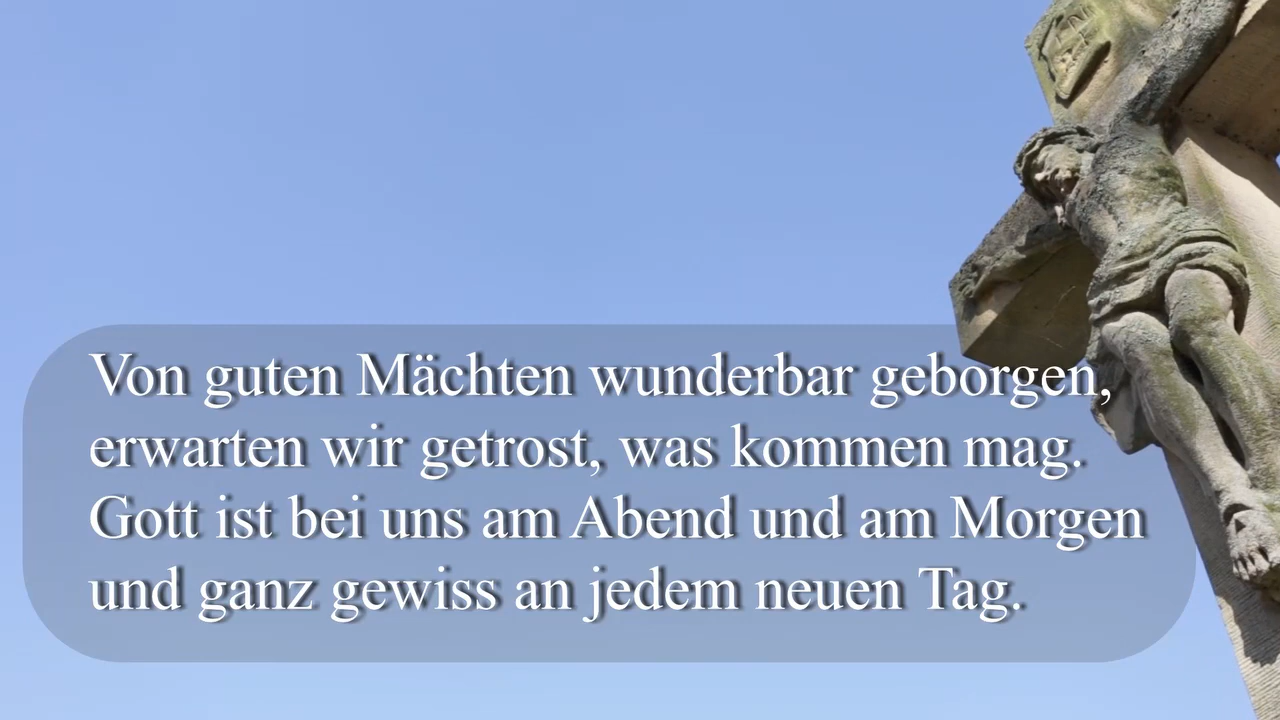 Von guten Mächten wunderbar geborgen,
erwarten wir getrost, was kommen mag.
Gott ist bei uns am Abend und am Morgen
und ganz gewiss an jedem neuen Tag.